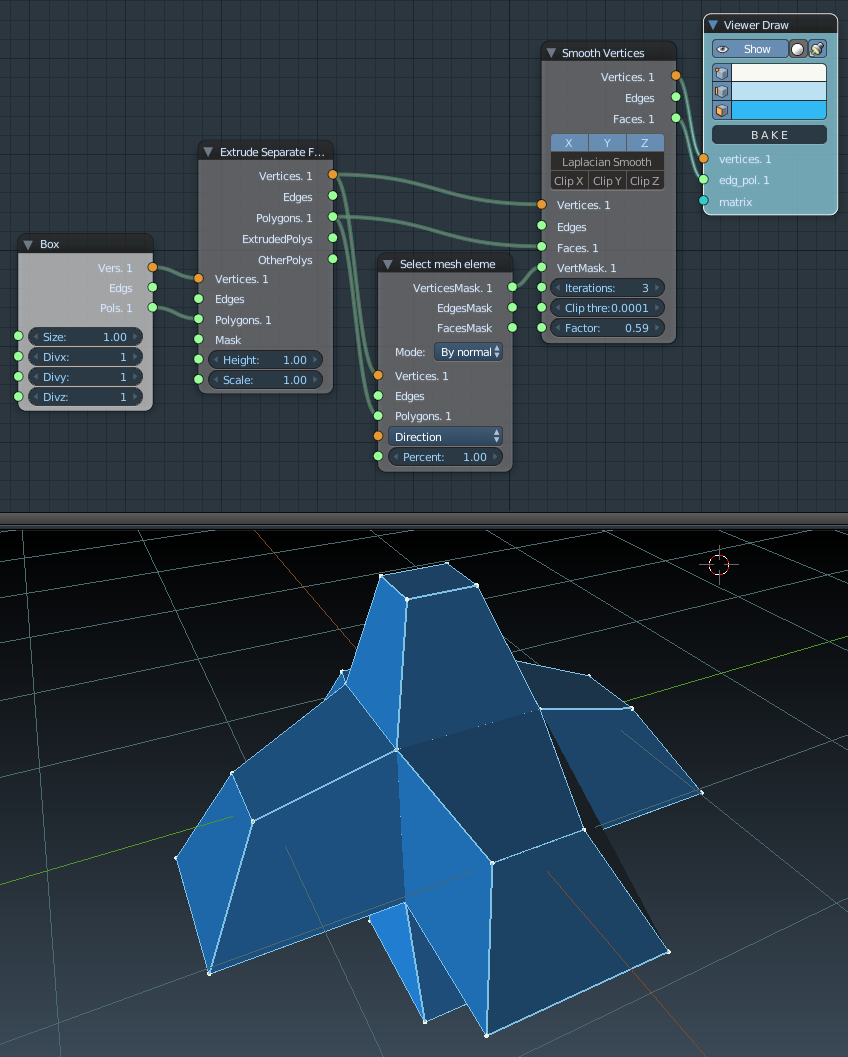 Box
Vers. 1
Edgs
Pols. 1
Size: 1.00
Divx: 1
Divy: 1
Divz: 1
Extrude Separate F...
Vertices. 1
Edges
Polygons. 1
ExtrudedPolys
OtherPolys
Vertices. 1
Edges
Polygons. 1
Mask
Height: 1.00
Scale: 1.00
Select mesh eleme
VerticesMask. 1
EdgesMask
FacesMask
Mode: By normal
Vertices. 1
Edges
Polygons. 1
Direction
Percent: 1.00
Smooth Vertices
Vertices. 1
Edges
Faces. 1
X Y Z
Laplacian Smooth
Clip X Clip Y Clip Z
Vertices. 1
Edges
Faces. 1
VertMask. 1
Iterations: 3
Clip thre:0.0001
Factor: 0.59
Viewer Draw
Show
BAKE
vertices. 1
edg_pol. 1
matrix